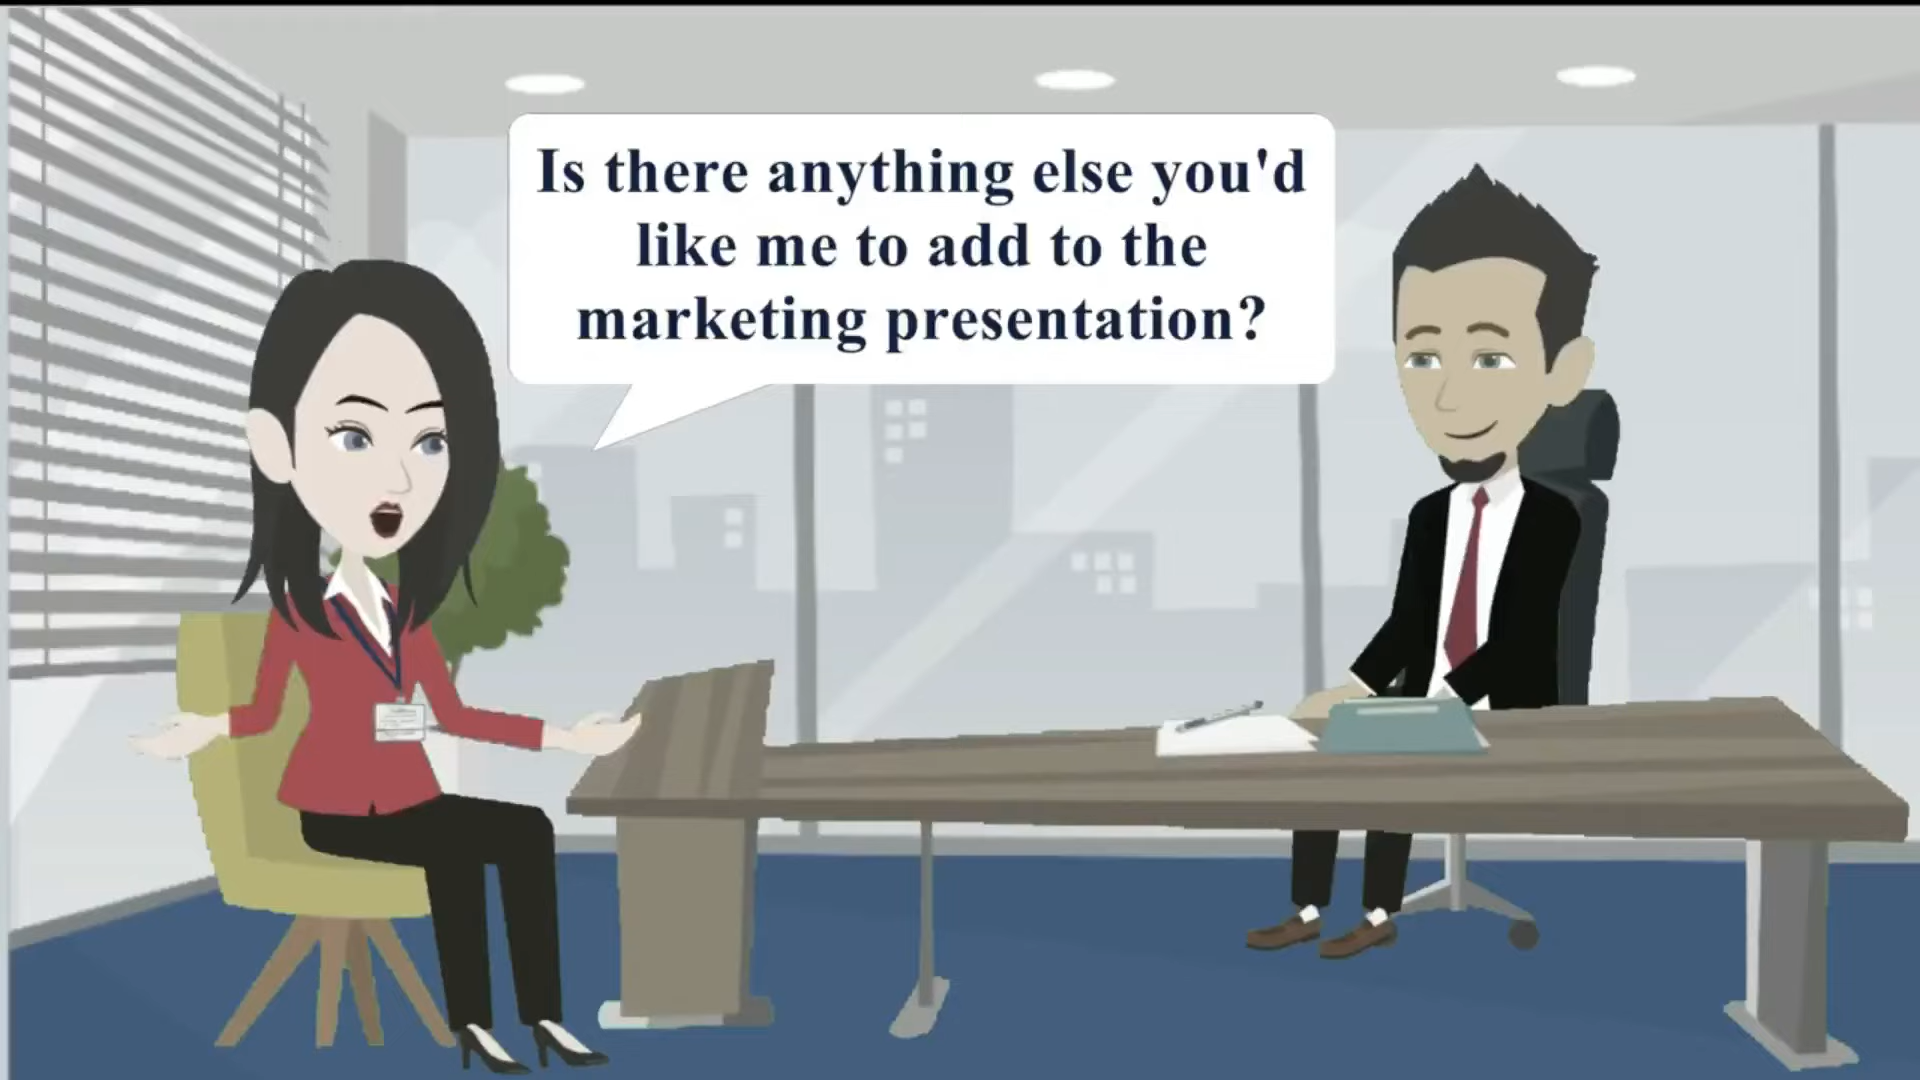 Is there anything else you'd
like me to add to the
marketing presentation?